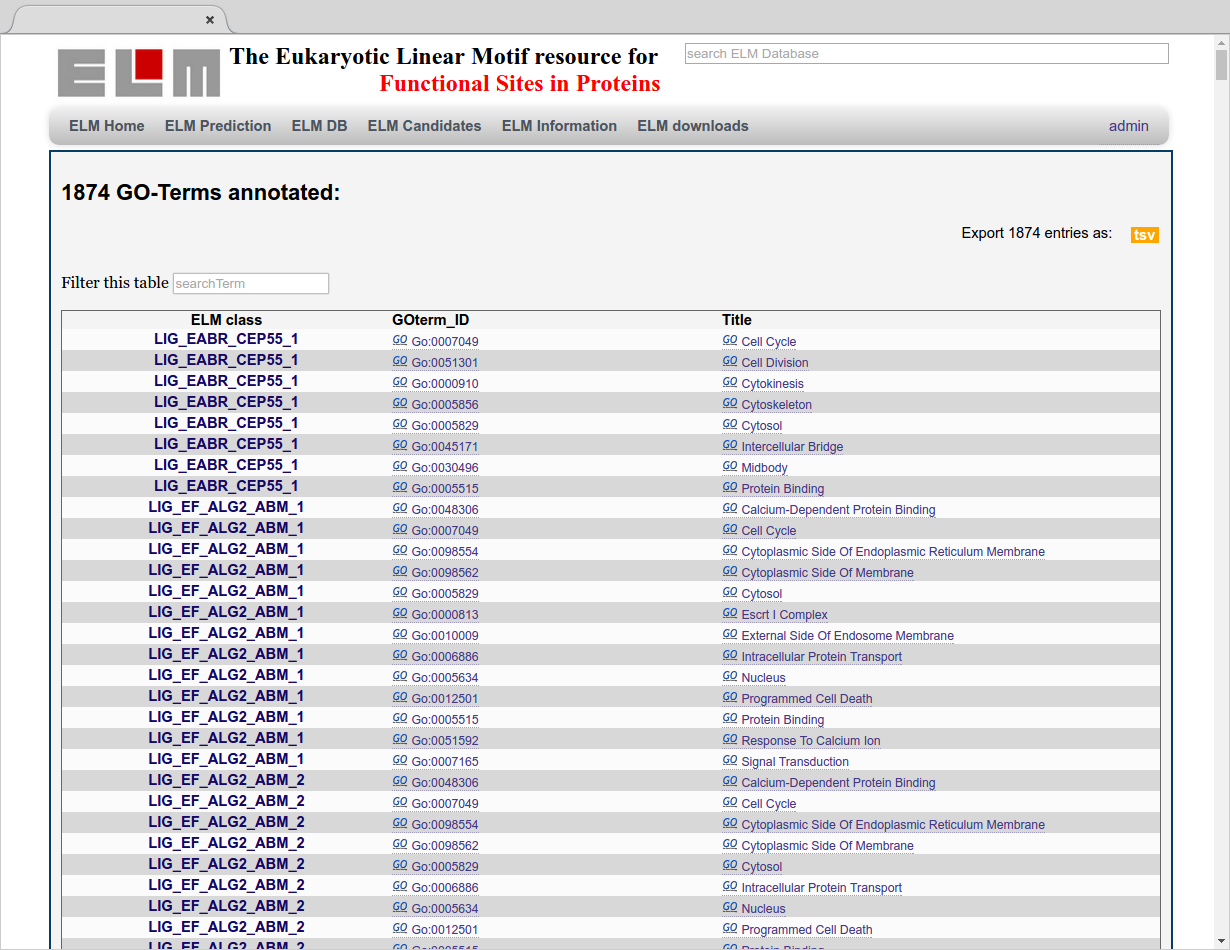 ELM The Eukaryotic Linear Motif resource for
Functional Sites in Proteins
search ELM Database
ELM Home ELM Prediction ELM DB ELM Candidates ELM Information ELM downloads admin
1874 GO-Terms annotated:
Export 1874 entries as: tsv
Filter this table searchTerm
ELM class GOterm_ID Title
LIG_EABR_CEP55_1 GO Go:0007049 GO Cell Cycle
LIG_EABR_CEP55_1 GO Go:0051301 GO Cell Division
LIG_EABR_CEP55_1 GO Go:0000910 GO Cytokinesis
LIG_EABR_CEP55_1 GO Go:0005856 GO Cytoskeleton
LIG_EABR_CEP55_1 GO Go:0005829 GO Cytosol
LIG_EABR_CEP55_1 GO Go:0045171 GO Intercellular Bridge
LIG_EABR_CEP55_1 GO Go:0030496 GO Midbody
LIG_EABR_CEP55_1 GO Go:0005515 GO Protein Binding
LIG_EF_ALG2_ABM_1 GO Go:0048306 GO Calcium-Dependent Protein Binding
LIG_EF_ALG2_ABM_1 GO Go:0007049 GO Cell Cycle
LIG_EF_ALG2_ABM_1 GO Go:0098554 GO Cytoplasmic Side Of Endoplasmic Reticulum Membrane
LIG_EF_ALG2_ABM_1 GO Go:0098562 GO Cytoplasmic Side Of Membrane
LIG_EF_ALG2_ABM_1 GO Go:0005829 GO Cytosol
LIG_EF_ALG2_ABM_1 GO Go:0000813 GO Escrt I Complex
LIG_EF_ALG2_ABM_1 GO Go:0010009 GO External Side Of Endosome Membrane
LIG_EF_ALG2_ABM_1 GO Go:0006886 GO Intracellular Protein Transport
LIG_EF_ALG2_ABM_1 GO Go:0005634 GO Nucleus
LIG_EF_ALG2_ABM_1 GO Go:0012501 GO Programmed Cell Death
LIG_EF_ALG2_ABM_1 GO Go:0005515 GO Protein Binding
LIG_EF_ALG2_ABM_1 GO Go:0051592 GO Response To Calcium Ion
LIG_EF_ALG2_ABM_1 GO Go:0007165 GO Signal Transduction
LIG_EF_ALG2_ABM_2 GO Go:0048306 GO Calcium-Dependent Protein Binding
LIG_EF_ALG2_ABM_2 GO Go:0007049 GO Cell Cycle
LIG_EF_ALG2_ABM_2 GO Go:0098554 GO Cytoplasmic Side Of Endoplasmic Reticulum Membrane
LIG_EF_ALG2_ABM_2 GO Go:0098562 GO Cytoplasmic Side Of Membrane
LIG_EF_ALG2_ABM_2 GO Go:0005829 GO Cytosol
LIG_EF_ALG2_ABM_2 GO Go:0006886 GO Intracellular Protein Transport
LIG_EF_ALG2_ABM_2 GO Go:0005634 GO Nucleus
LIG_EF_ALG2_ABM_2 GO Go:0012501 GO Programmed Cell Death
LIG_EF_ALG2_ABM_2 GO Go:0005515 GO Protein Binding